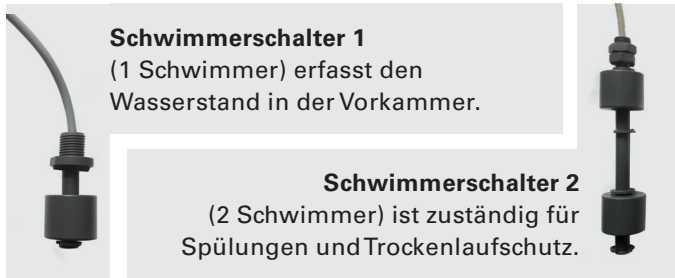 Schwimmerschalter 1
(1 Schwimmer) erfasst den
Wasserstand in der Vorkammer.
Schwimmerschalter 2
(2 Schwimmer) ist zuständig für
Spülungen und Trockenlaufschutz.